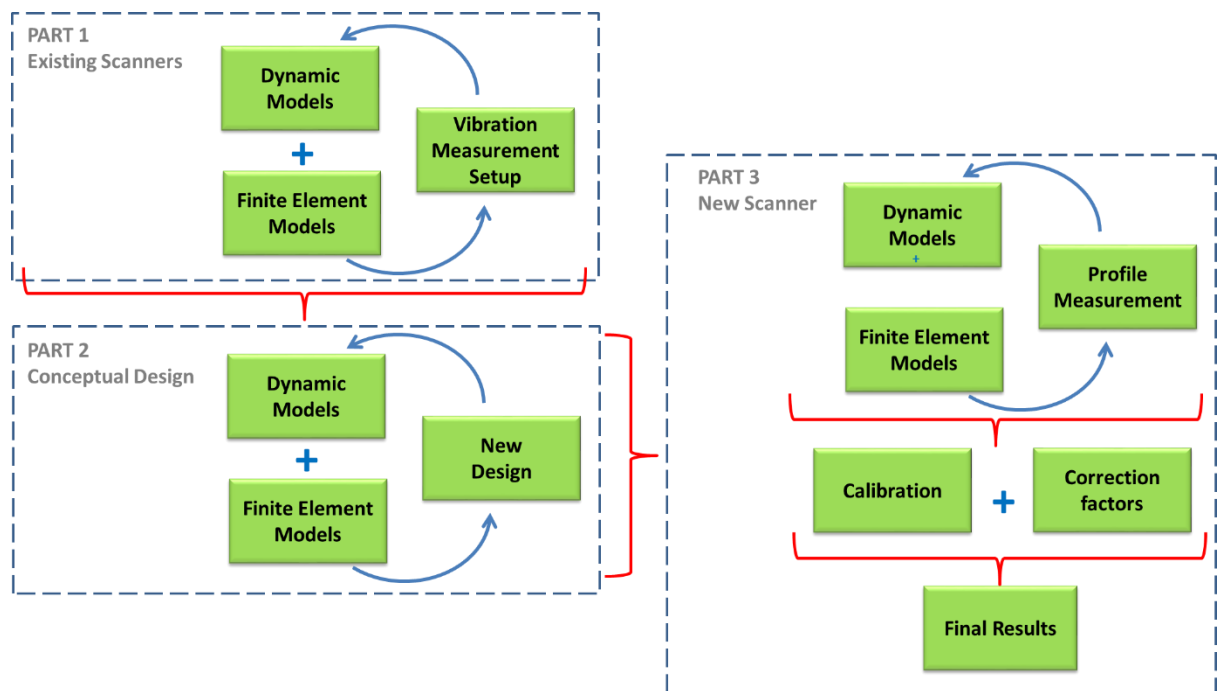 PART 1
Existing Scanners
Dynamic
Models
+
Finite Element
Models
Vibration
Measurement
Setup
PART 2
Conceptual Design
Dynamic
Models
+
Finite Element
Models
New
Design
PART 3
New Scanner
Dynamic
Models
+
Finite Element
Models
Profile
Measurement
Calibration
+
Correction
factors
Final Results